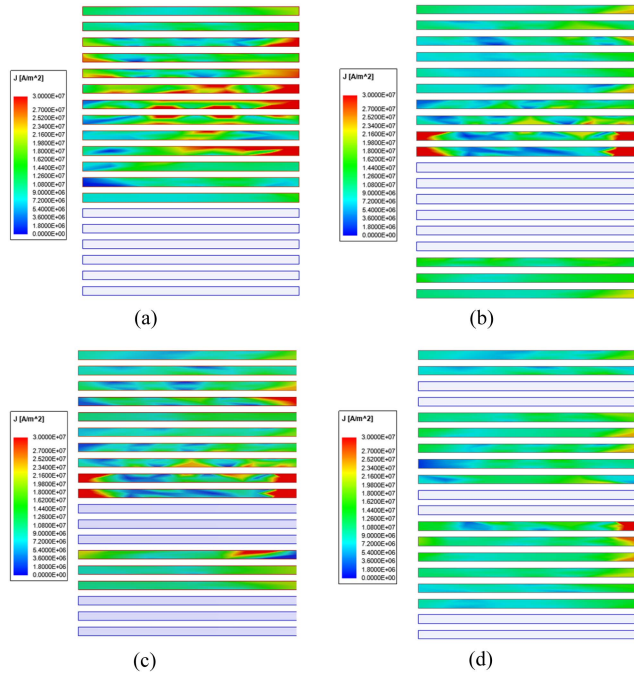 J [A/m^2]
3.0000E+07
2.7000E+07
2.5200E+07
2.3400E+07
2.1600E+07
1.9800E+07
1.8000E+07
1.6200E+07
1.4400E+07
1.2600E+07
1.0800E+07
9.0000E+06
7.2000E+06
5.4000E+06
3.6000E+06
1.8000E+06
0.0000E+00
(a)
J [A/m^2]
3.0000E+07
2.7000E+07
2.5200E+07
2.3400E+07
2.1600E+07
1.9800E+07
1.8000E+07
1.6200E+07
1.4400E+07
1.2600E+07
1.0800E+07
9.0000E+06
7.2000E+06
5.4000E+06
3.6000E+06
1.8000E+06
0.0000E+00
(b)
J [A/m^2]
3.0000E+07
2.7000E+07
2.5200E+07
2.3400E+07
2.1600E+07
1.9800E+07
1.8000E+07
1.6200E+07
1.4400E+07
1.2600E+07
1.0800E+07
9.0000E+06
7.2000E+06
5.4000E+06
3.6000E+06
1.8000E+06
0.0000E+00
(c)
J [A/m^2]
3.0000E+07
2.7000E+07
2.5200E+07
2.3400E+07
2.1600E+07
1.9800E+07
1.8000E+07
1.6200E+07
1.4400E+07
1.2600E+07
1.0800E+07
9.0000E+06
7.2000E+06
5.4000E+06
3.6000E+06
1.8000E+06
0.0000E+00
(d)